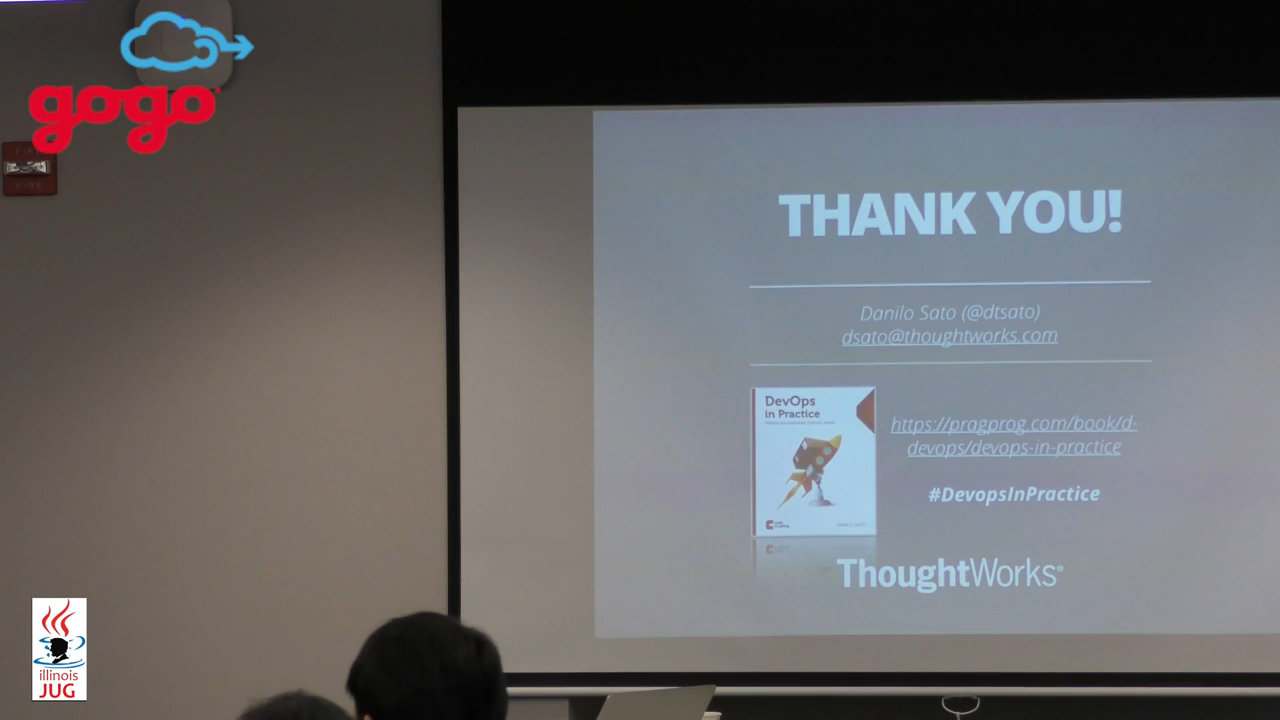 gogo
FIRE
THANK YOU!
Danilo Sato (@dtsato)
dsato@thoughtworks.com
DevOps
in Practice
https://pragprog.com/book/d-
devops/devops-in-practice
#DevopsInPractice
ThoughtWorks®
illinois
JUG